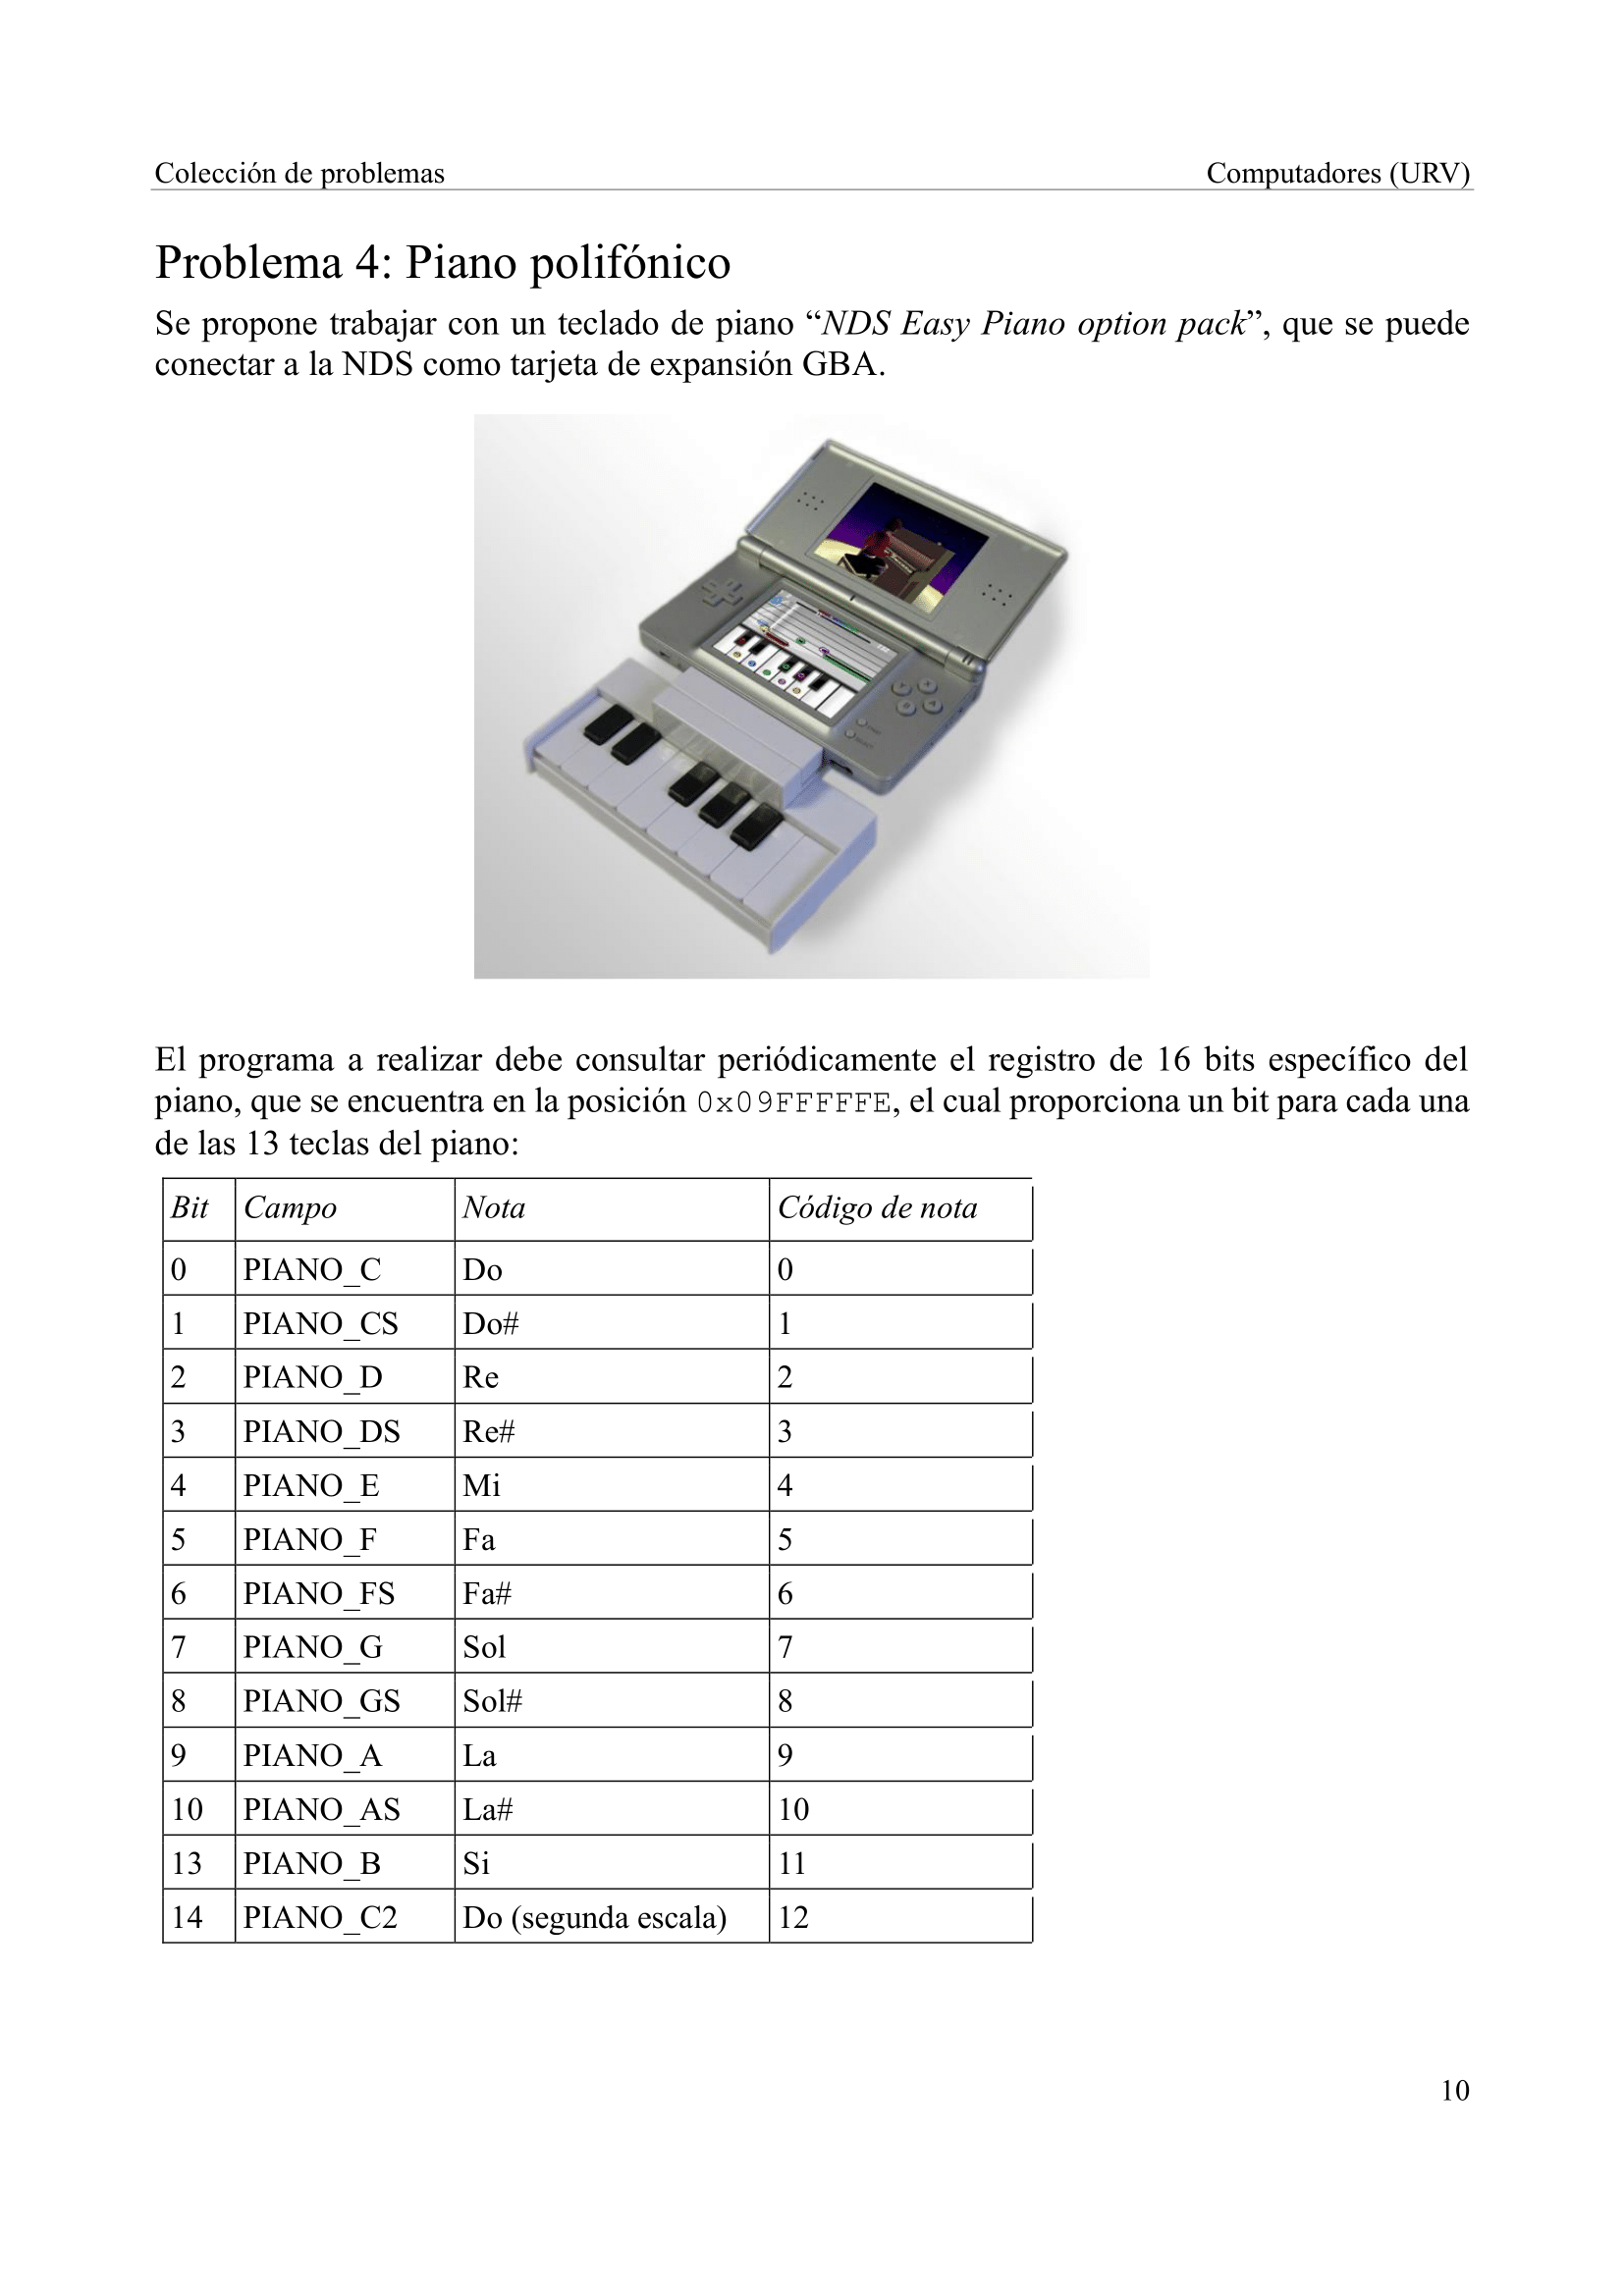 Colección de problemas Computadores (URV)
Problema 4: Piano polifónico
Se propone trabajar con un teclado de piano “NDS Easy Piano option pack”, que se puede
conectar a la NDS como tarjeta de expansión GBA.
El programa a realizar debe consultar periódicamente el registro de 16 bits específico del
piano, que se encuentra en la posición 0x09FFFFFE, el cual proporciona un bit para cada una
de las 13 teclas del piano:
Bit Campo Nota Código de nota
0 PIANO_C Do 0
1 PIANO_CS Do# 1
2 PIANO_D Re 2
3 PIANO_DS Re# 3
4 PIANO_E Mi 4
5 PIANO_F Fa 5
6 PIANO_FS Fa# 6
7 PIANO_G Sol 7
8 PIANO_GS Sol# 8
9 PIANO_A La 9
10 PIANO_AS La# 10
13 PIANO_B Si 11
14 PIANO_C2 Do (segunda escala) 12
10